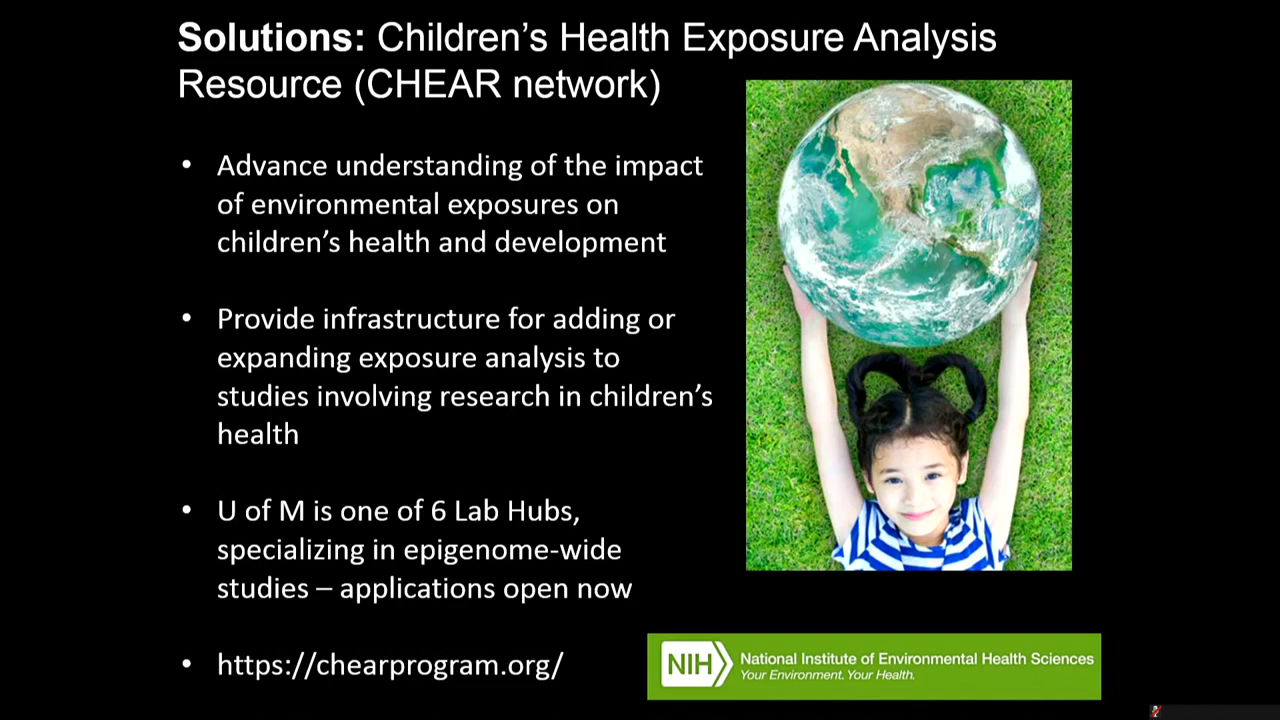 Solutions: Children's Health Exposure Analysis
Resource (CHEAR network)
• Advance understanding of the impact
of environmental exposures on
children's health and development
• Provide infrastructure for adding or
expanding exposure analysis to
studies involving research in children's
health
• U of M is one of 6 Lab Hubs,
specializing in epigenome-wide
studies – applications open now
• https://chearprogram.org/
NIH
National Institute of Environmental Health Sciences
Your Environment. Your Health.